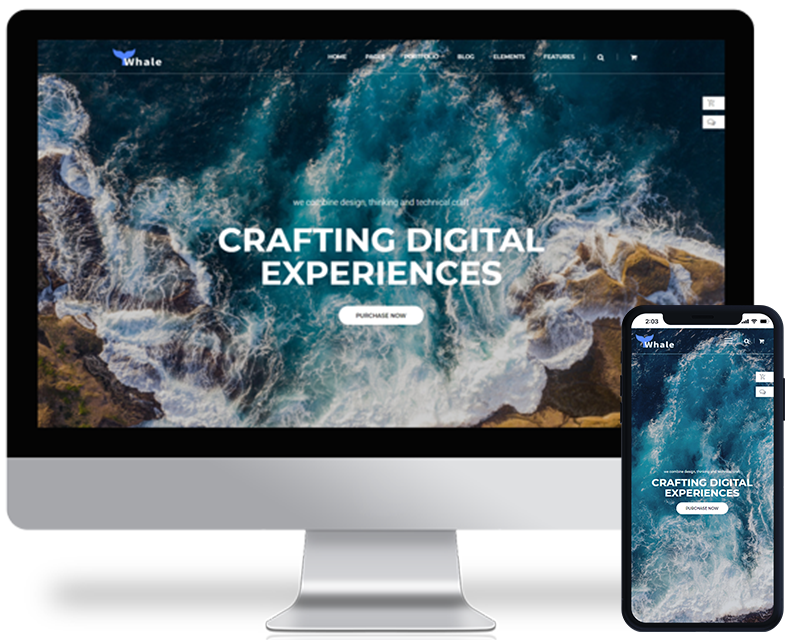 Whale
HOME PAGES PORTFOLIO BLOG ELEMENTS FEATURES
we combine design, thinking and technical craft
CRAFTING DIGITAL
EXPERIENCES
PURCHASE NOW
2:03
Whale
we combine design, thinking and technical craft
CRAFTING DIGITAL
EXPERIENCES
PURCHASE NOW